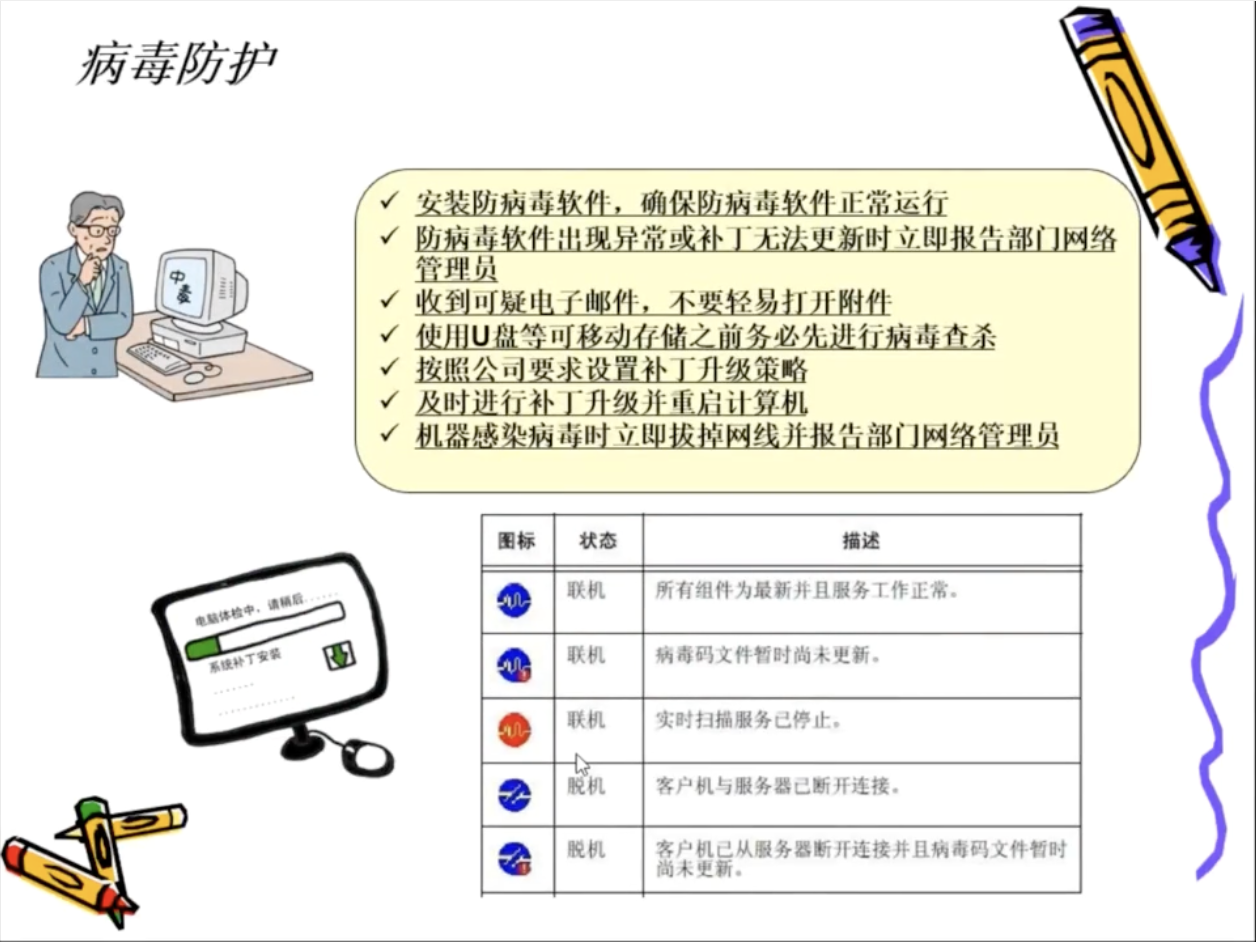 病毒防护
安装防病毒软件，确保防病毒软件正常运行
防病毒软件出现异常或补丁无法更新时立即报告部门网络
管理员
收到可疑电子邮件，不要轻易打开附件
使用U盘等可移动存储之前务必先进行病毒查杀
按照公司要求设置补丁升级策略
及时进行补丁升级并重启计算机
机器感染病毒时立即拔掉网线并报告部门网络管理员
中
毒
电脑体检中，请稍后......
系统补丁安装
图标 状态 描述
联机 所有组件为最新并且服务工作正常。
联机 病毒码文件暂时尚未更新。
联机 实时扫描服务已停止。
脱机 客户机与服务器已断开连接。
脱机 客户机已从服务器断开连接并且病毒码文件暂时
尚未更新。